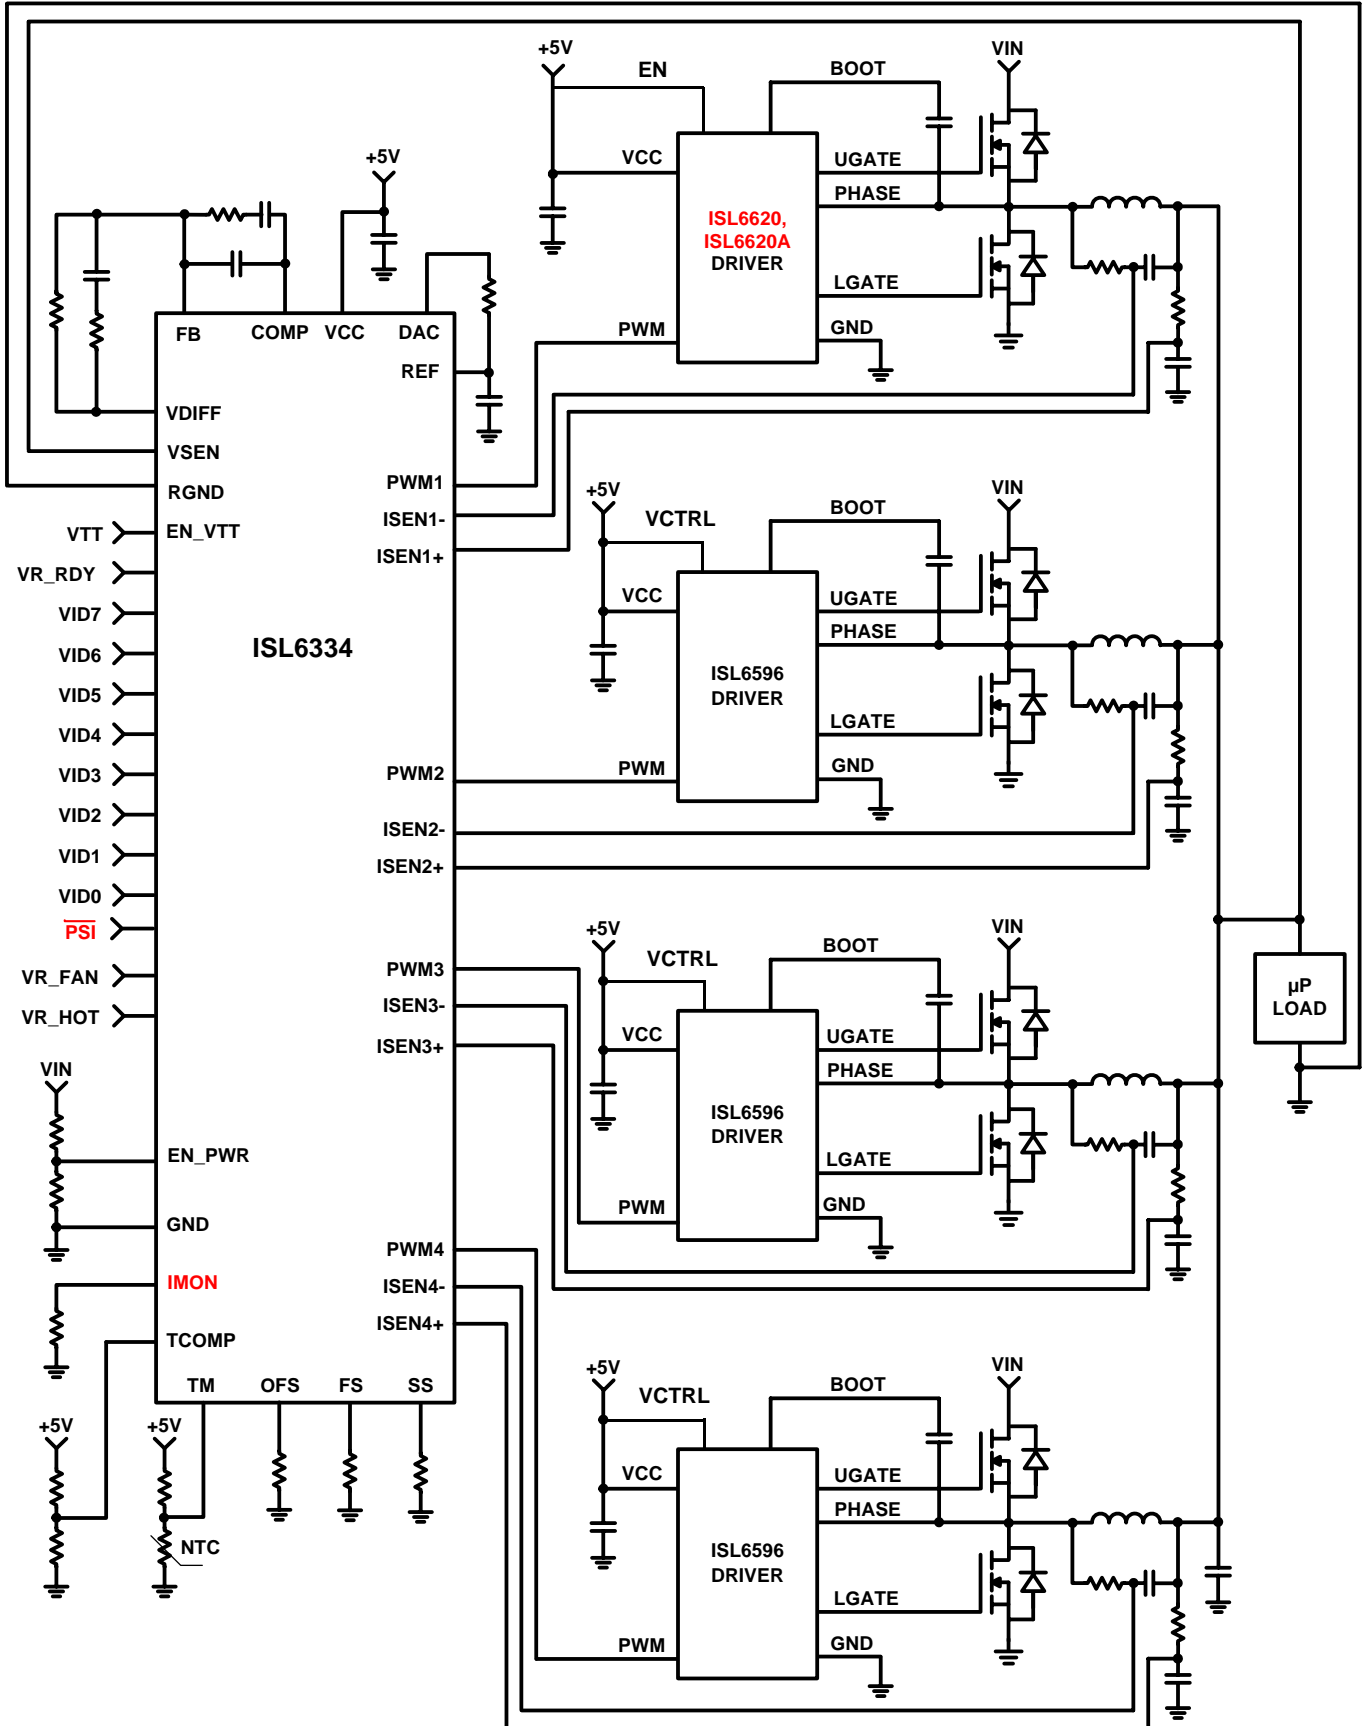 +5V
EN
BOOT
VIN
VCC
UGATE
PHASE
ISL6620,
ISL6620A
DRIVER
LGATE
GND
PWM
+5V
FB
COMP
VCC
DAC
REF
VDIFF
VSEN
RGND
EN_VTT
VTT
VR_RDY
VID7
VID6
VID5
VID4
VID3
VID2
VID1
VID0
PSI
VR_FAN
VR_HOT
VIN
EN_PWR
GND
IMON
TCOMP
TM
OFS
FS
SS
+5V
+5V
NTC
ISL6334
PWM1
ISEN1-
ISEN1+
PWM2
ISEN2-
ISEN2+
PWM3
ISEN3-
ISEN3+
PWM4
ISEN4-
ISEN4+
+5V
VCTRL
BOOT
VIN
VCC
UGATE
PHASE
ISL6596
DRIVER
LGATE
GND
PWM
+5V
VCTRL
BOOT
VIN
VCC
UGATE
PHASE
ISL6596
DRIVER
LGATE
GND
PWM
µP
LOAD
+5V
VCTRL
BOOT
VIN
VCC
UGATE
PHASE
ISL6596
DRIVER
LGATE
GND
PWM